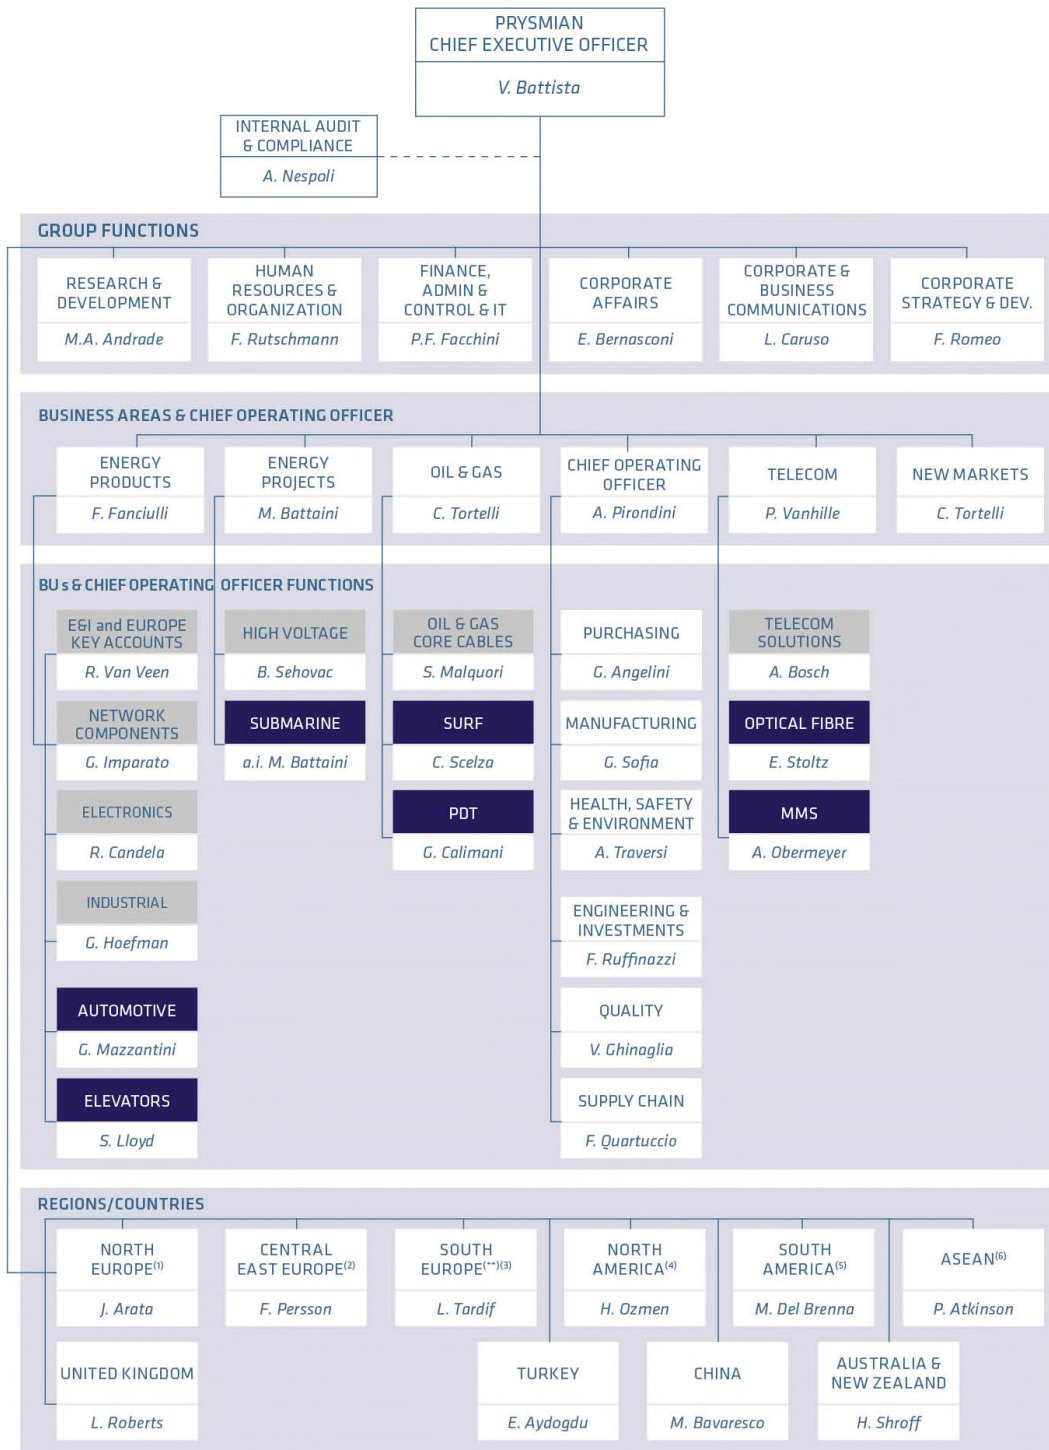 PRYSMIAN
CHIEF EXECUTIVE OFFICER
V. Battista
INTERNAL AUDIT
& COMPLIANCE
A. Nespoli
GROUP FUNCTIONS
RESEARCH &
DEVELOPMENT
M.A. Andrade
HUMAN
RESOURCES &
ORGANIZATION
F. Rutschmann
FINANCE,
ADMIN &
CONTROL & IT
P.F. Facchini
CORPORATE
AFFAIRS
E. Bernasconi
CORPORATE &
BUSINESS
COMMUNICATIONS
L. Caruso
CORPORATE
STRATEGY & DEV.
F. Romeo
BUSINESS AREAS & CHIEF OPERATING OFFICER
ENERGY
PRODUCTS
F. Fanciulli
ENERGY
PROJECTS
M. Battaini
OIL & GAS
C. Tortelli
CHIEF OPERATING
OFFICER
A. Pirondini
TELECOM
P. Vanhille
NEW MARKETS
C. Tortelli
BUs & CHIEF OPERATING OFFICER FUNCTIONS
E&I and EUROPE
KEY ACCOUNTS
R. Van Veen
NETWORK
COMPONENTS
G. Imparato
ELECTRONICS
R. Candela
INDUSTRIAL
G. Hoefman
AUTOMOTIVE
G. Mazzantini
ELEVATORS
S. Lloyd
HIGH VOLTAGE
B. Sehovac
SUBMARINE
a.i. M. Battaini
OIL & GAS
CORE CABLES
S. Malquori
SURF
C. Scelza
PDT
G. Calimani
PURCHASING
G. Angelini
MANUFACTURING
G. Sofia
HEALTH, SAFETY
& ENVIRONMENT
A. Traversi
ENGINEERING &
INVESTMENTS
F. Ruffinazzi
QUALITY
V. Ghinaglia
SUPPLY CHAIN
F. Quartuccio
TELECOM
SOLUTIONS
A. Bosch
OPTICAL FIBRE
E. Stoltz
MMS
A. Obermeyer
REGIONS/COUNTRIES
NORTH
EUROPE(1)
J. Arata
CENTRAL
EAST EUROPE(2)
F. Persson
SOUTH
EUROPE(**)(3)
L. Tardif
NORTH
AMERICA(4)
H. Ozmen
SOUTH
AMERICA(5)
M. Del Brenna
ASEAN(6)
P. Atkinson
UNITED KINGDOM
L. Roberts
TURKEY
E. Aydogdu
CHINA
M. Bavaresco
AUSTRALIA &
NEW ZEALAND
H. Shroff